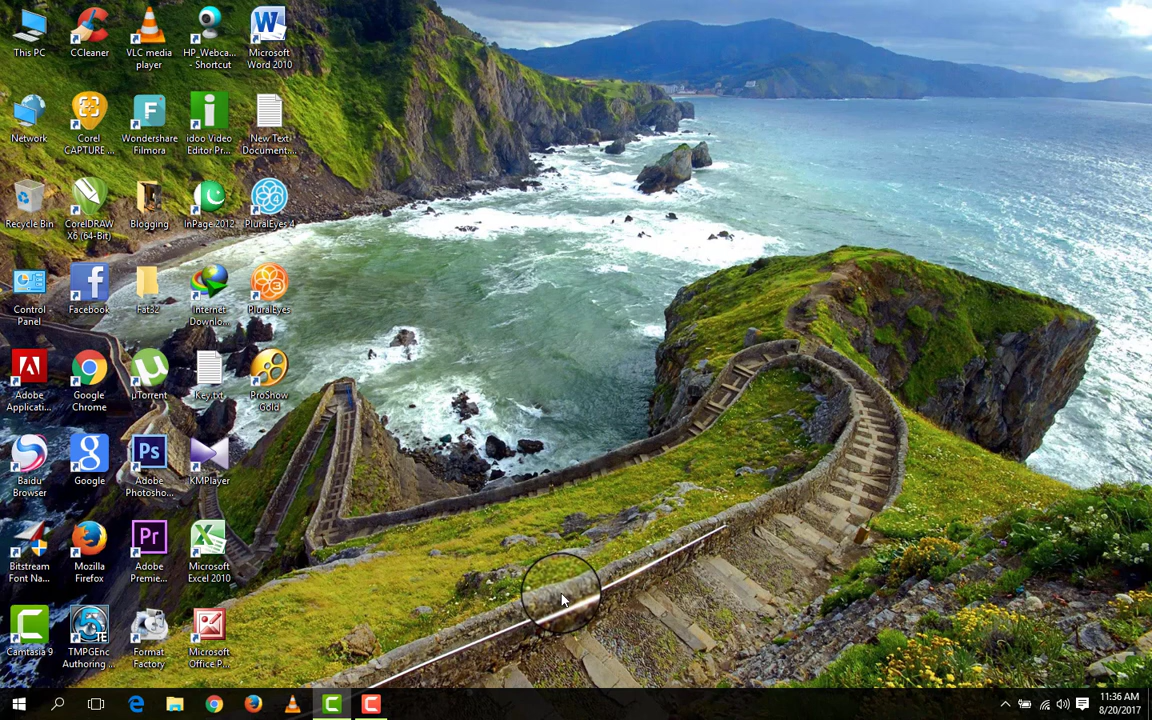 This PC
CCleaner
VLC media
player
HP_Webca...
- Shortcut
Microsoft
Word 2010
Network
Corel
CAPTURE ...
Wondershare
Filmora
idoo Video
Editor Pr...
New Text
Document....
Recycle Bin
CorelDRAW
X6 (64-Bit)
Blogging
InPage 2012
PluralEyes 4
Control
Panel
Facebook
Fat32
Internet
Downlo...
PluralEyes
Adobe
Applicati...
Google
Chrome
µTorrent
Key.txt
ProShow
Gold
Baidu
Browser
Google
Adobe
Photosho...
KMPlayer
Bitstream
Font Na...
Mozilla
Firefox
Adobe
Premie...
Microsoft
Excel 2010
Camtasia 9
TMPGEnc
Authoring ...
Format
Factory
Microsoft
Office P...
11:36 AM
8/20/2017